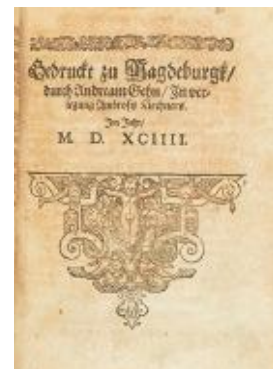 Gedruckt zu Magdeburgk/
durch Andream Gehn/ In ver-
legung Ambrosij Kirchners.
Im Jahr/
M. D. XCIIII.